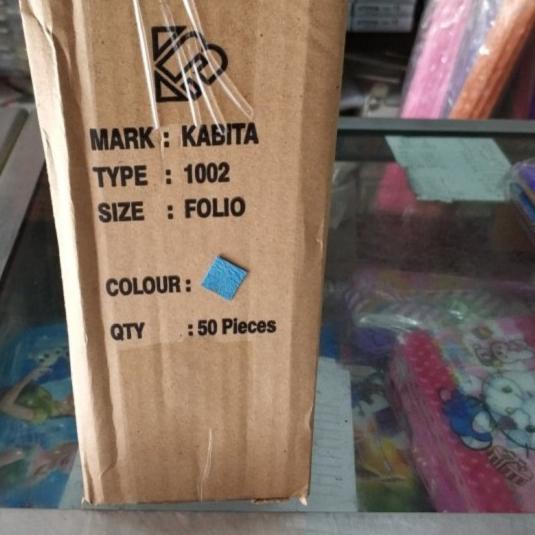 MARK : KABITA
TYPE : 1002
SIZE : FOLIO
COLOUR :
QTY : 50 Pieces